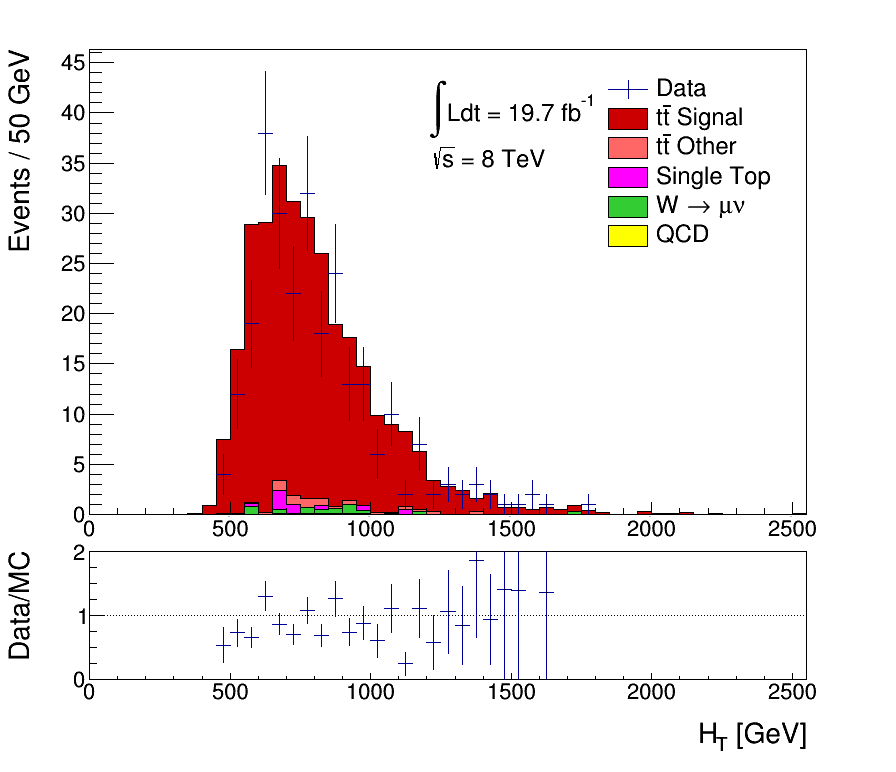 Events / 50 GeV
45
40
35
30
25
20
15
10
5
0
∫Ldt = 19.7 fb⁻¹
√s = 8 TeV
Data
tt̄ Signal
tt̄ Other
Single Top
W → μν
QCD
0 500 1000 1500 2000 2500
Data/MC
2
1
0
0 500 1000 1500 2000 2500
H_T [GeV]